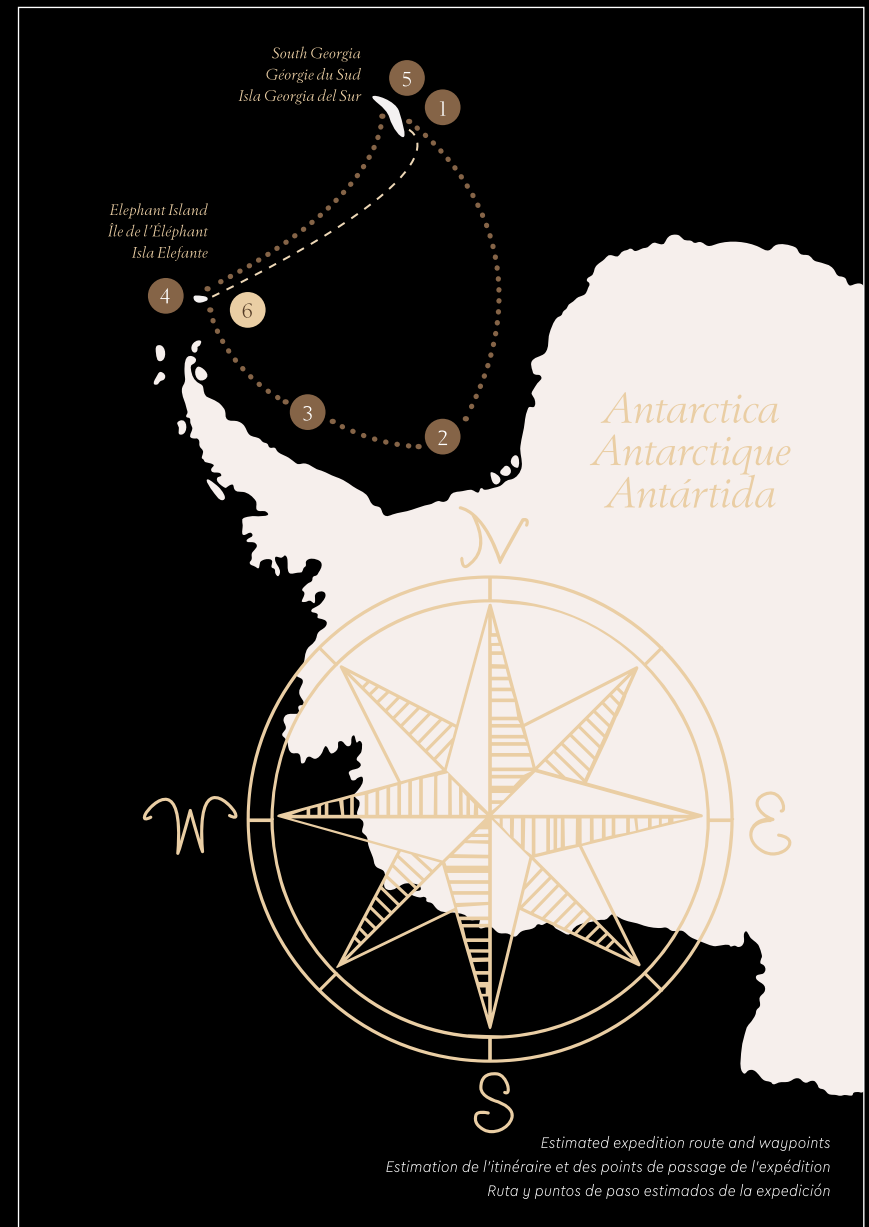 South Georgia
Géorgie du Sud
Isla Georgia del Sur
5
1
Elephant Island
Île de l'Éléphant
Isla Elefante
4
6
3
2
Antarctica
Antarctique
Antártida
N
W
E
S
Estimated expedition route and waypoints
Estimation de l'itinéraire et des points de passage de l'expédition
Ruta y puntos de paso estimados de la expedición